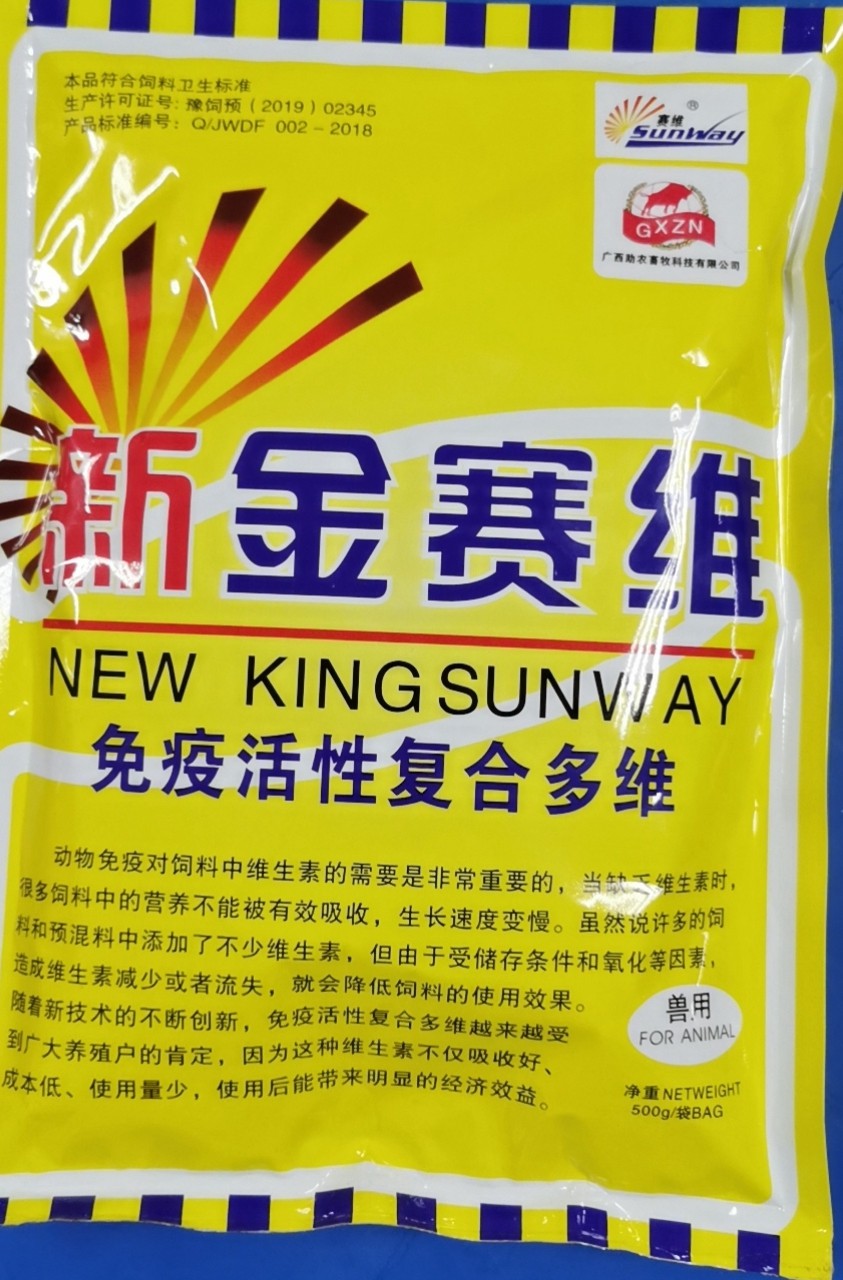 本品符合饲料卫生标准
生产许可证号：豫饲预（2019）02345
产品标准编号：Q/JWDF 002－2018
赛维®
Sunway
GXZN
广西助农畜牧科技有限公司
新金赛维
NEW KINGSUNWAY
免疫活性复合多维
动物免疫对饲料中维生素的需要是非常重要的，当缺乏维生素时，
很多饲料中的营养不能被有效吸收，生长速度变慢。虽然说许多的饲
料和预混料中添加了不少维生素，但由于受储存条件和氧化等因素，
造成维生素减少或者流失，就会降低饲料的使用效果。
随着新技术的不断创新，免疫活性复合多维越来越受
到广大养殖户的肯定，因为这种维生素不仅吸收好、
成本低、使用量少，使用后能带来明显的经济效益。
兽用
FOR ANIMAL
净重NETWEIGHT
500g/袋BAG